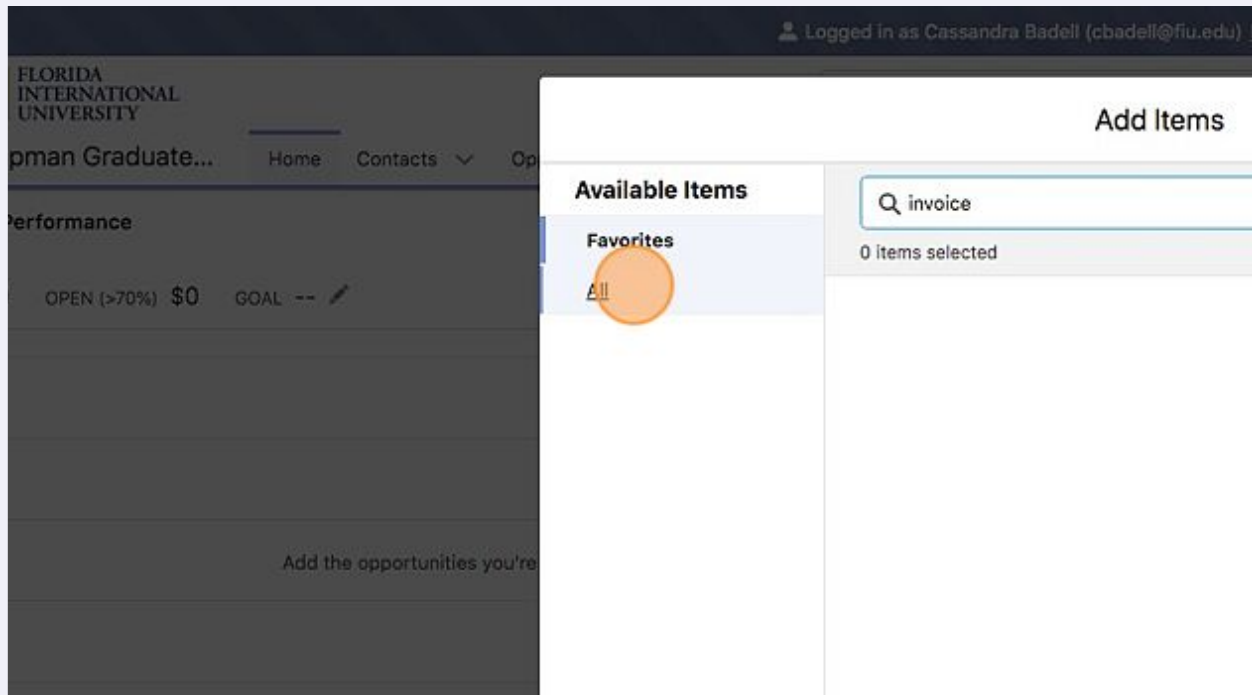 Logged in as Cassandra Badell (cbadell@fiu.edu)
FLORIDA
INTERNATIONAL
UNIVERSITY
pman Graduate... Home Contacts Op
Performance
OPEN (>70%) $0 GOAL --
Add the opportunities you're
Add Items
Available Items
Favorites
All
invoice
0 items selected